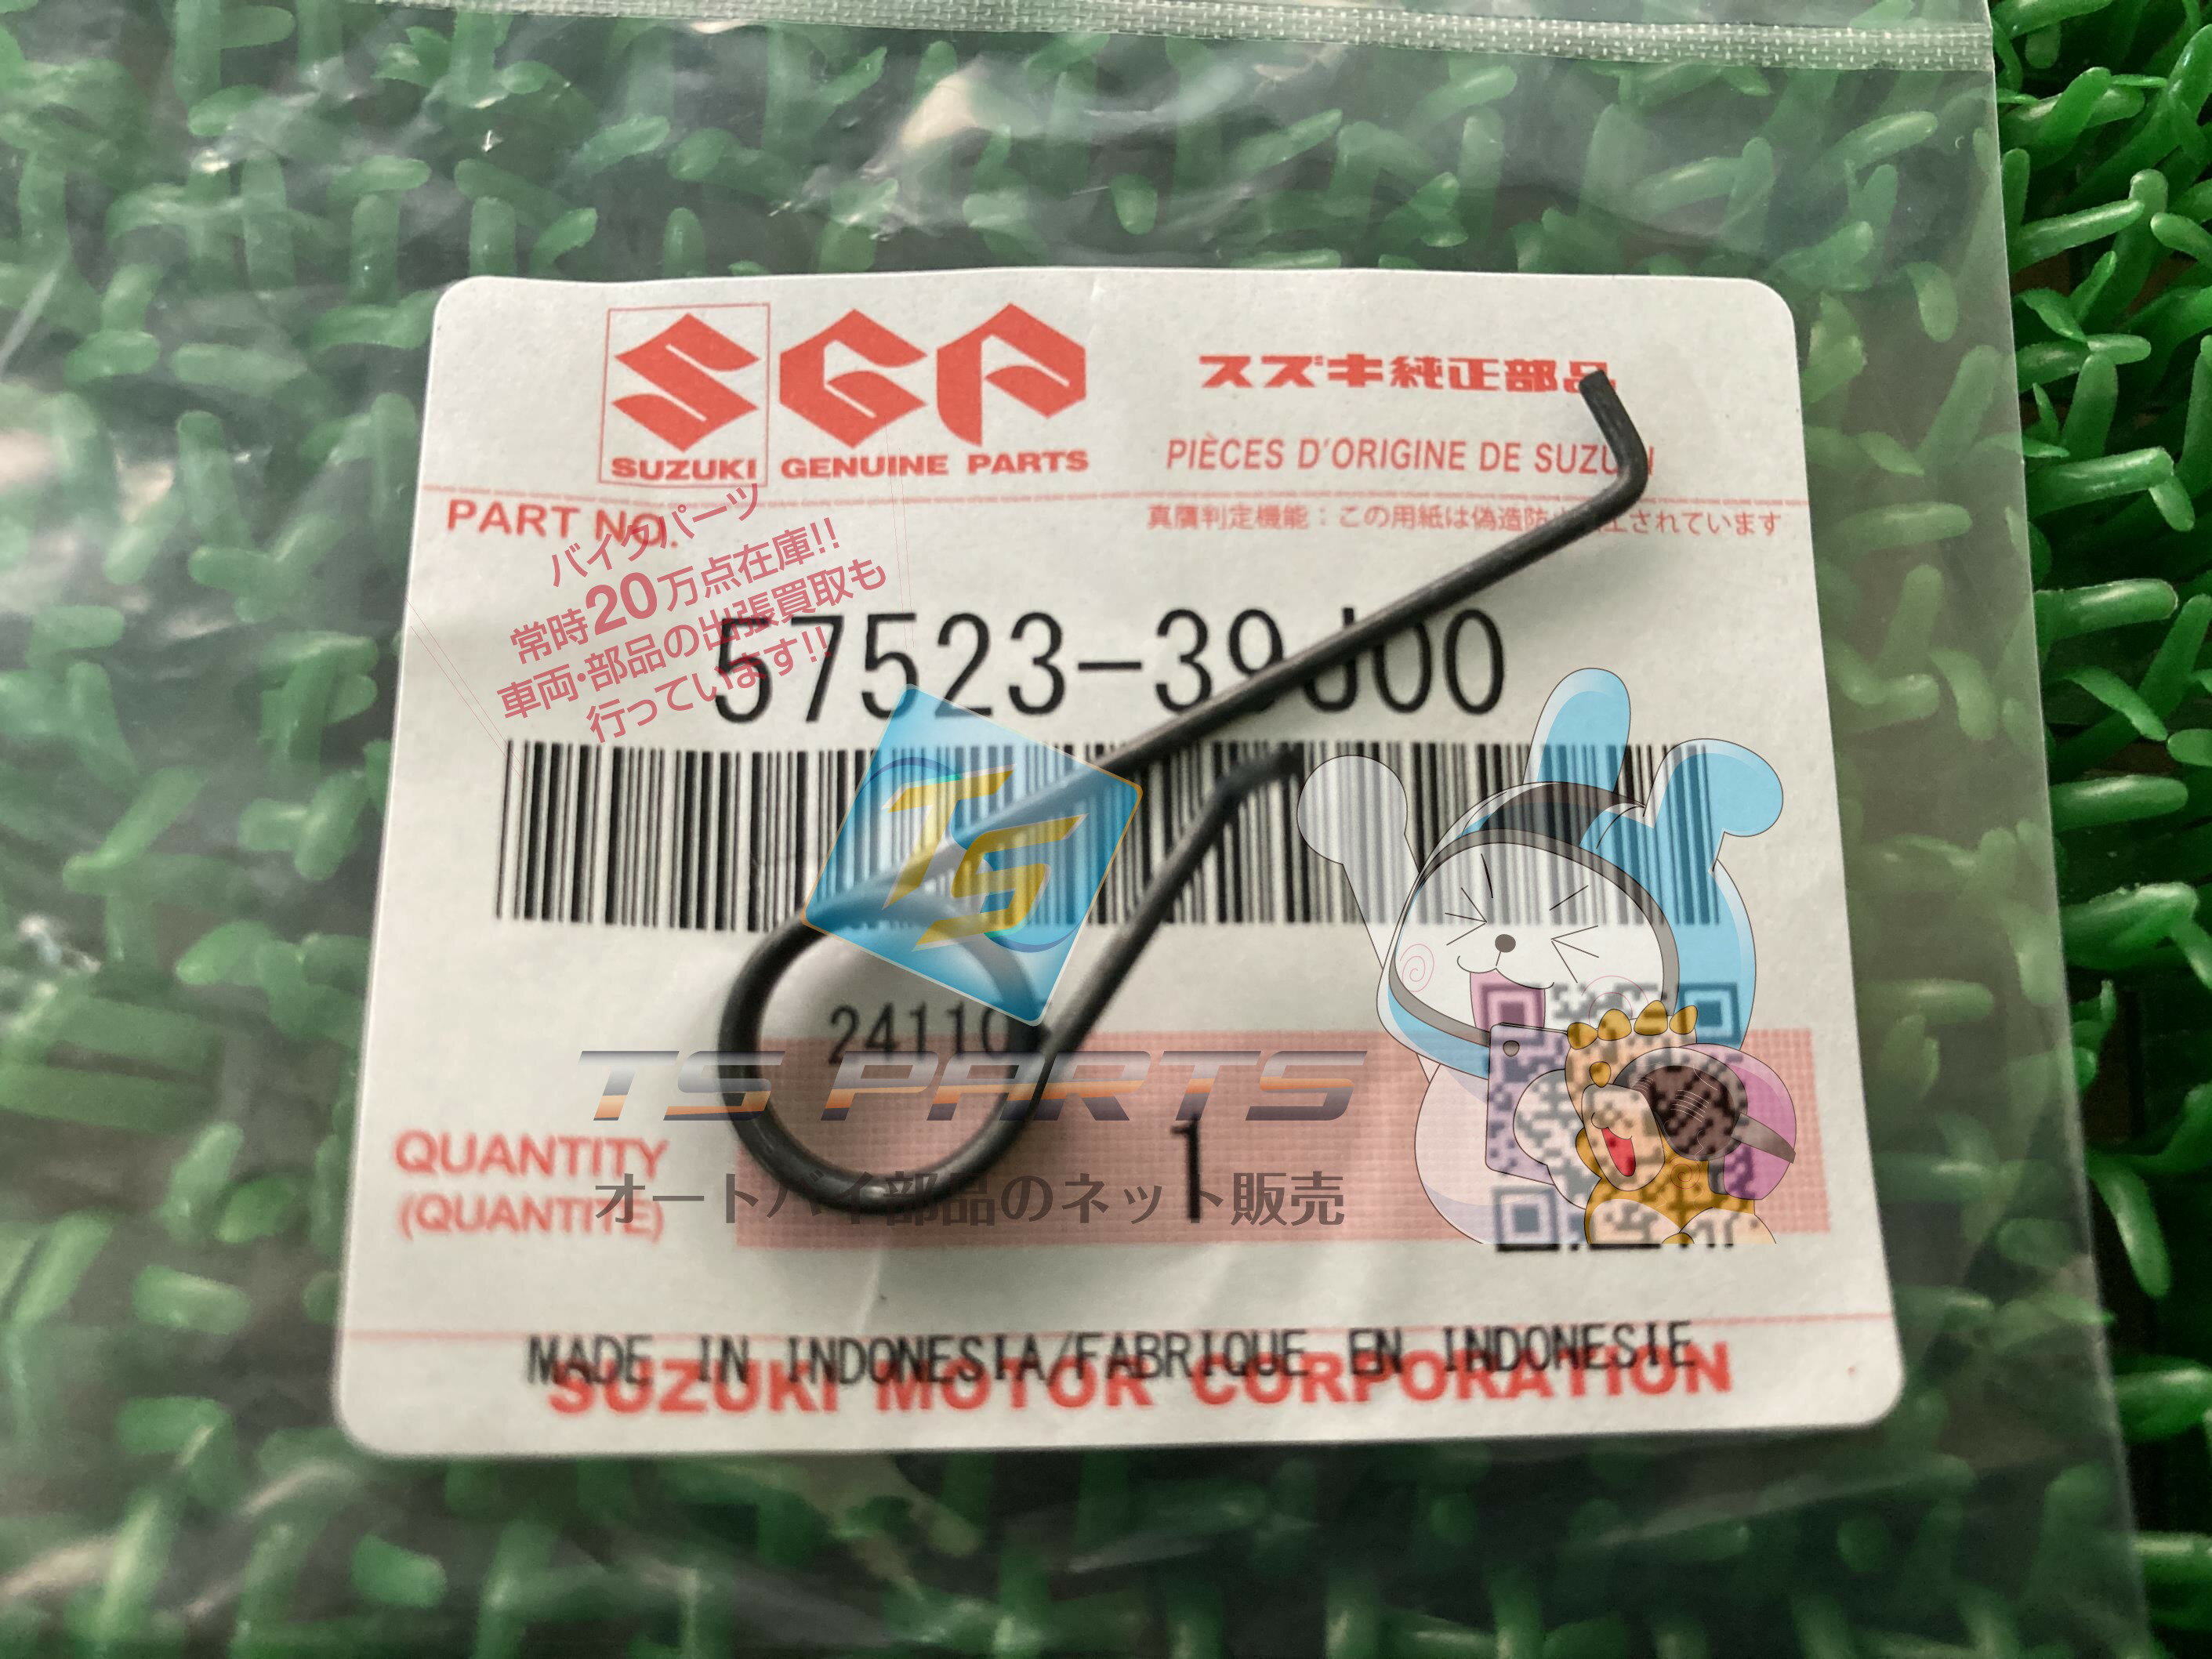 SUZUKI GENUINE PARTS
スズキ純正部品
PIÈCES D'ORIGINE DE SUZUKI
PART NO.
真贋判定機能：この用紙は偽造防止されています
バイクパーツ
常時20万点在庫!!
車両・部品の出張買取も
行っています!!
57523-39J00
TS
24110
TS PARTS
QUANTITY
1
(QUANTITE)
オートバイ部品のネット販売
MADE IN INDONESIA/FABRIQUE EN INDONESIE
SUZUKI MOTOR CORPORATION